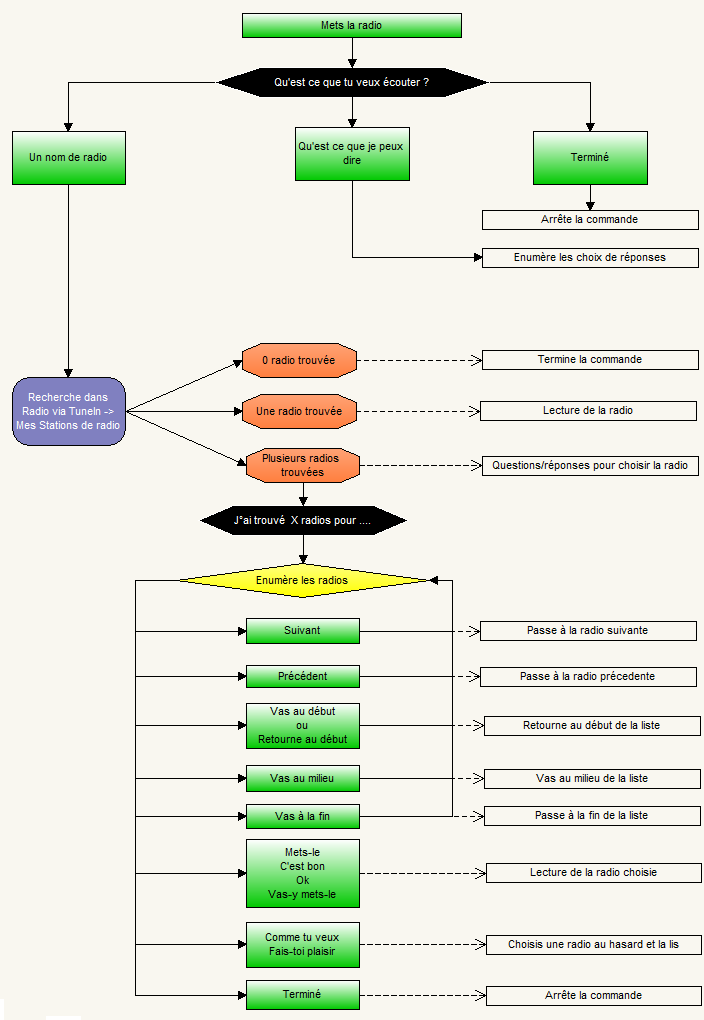 Mets la radio
Qu'est ce que tu veux écouter ?
Un nom de radio
Qu'est ce que je peux
dire
Terminé
Arrête la commande
Enumère les choix de réponses
Recherche dans
Radio via TuneIn ->
Mes Stations de radio
0 radio trouvée
Termine la commande
Une radio trouvée
Lecture de la radio
Plusieurs radios
trouvées
Questions/réponses pour choisir la radio
J'ai trouvé X radios pour ....
Enumère les radios
Suivant
Passe à la radio suivante
Précédent
Passe à la radio précedente
Vas au début
ou
Retourne au début
Retourne au début de la liste
Vas au milieu
Vas au milieu de la liste
Vas à la fin
Passe à la fin de la liste
Mets-le
C'est bon
Ok
Vas-y mets-le
Lecture de la radio choisie
Comme tu veux
Fais-toi plaisir
Choisis une radio au hasard et la lis
Terminé
Arrête la commande